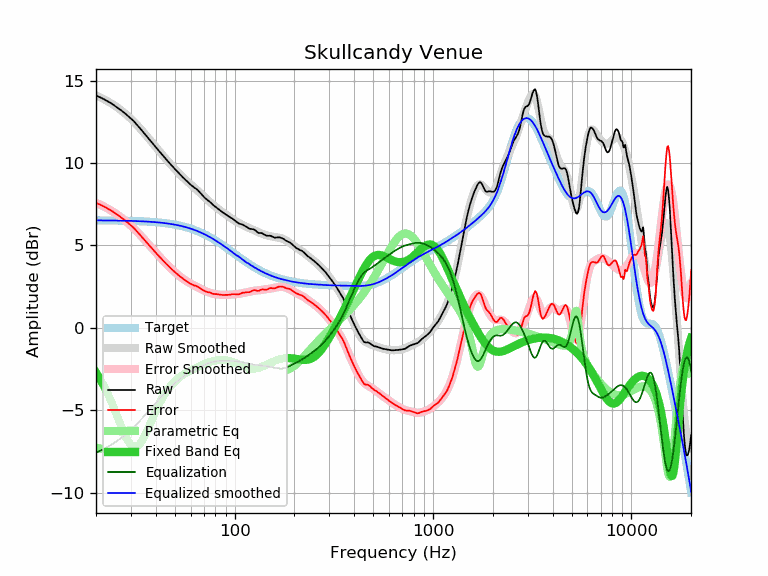 Skullcandy Venue
15
10
5
0
−5
−10
Amplitude (dBr)
Target
Raw Smoothed
Error Smoothed
Raw
Error
Parametric Eq
Fixed Band Eq
Equalization
Equalized smoothed
100 1000 10000
Frequency (Hz)